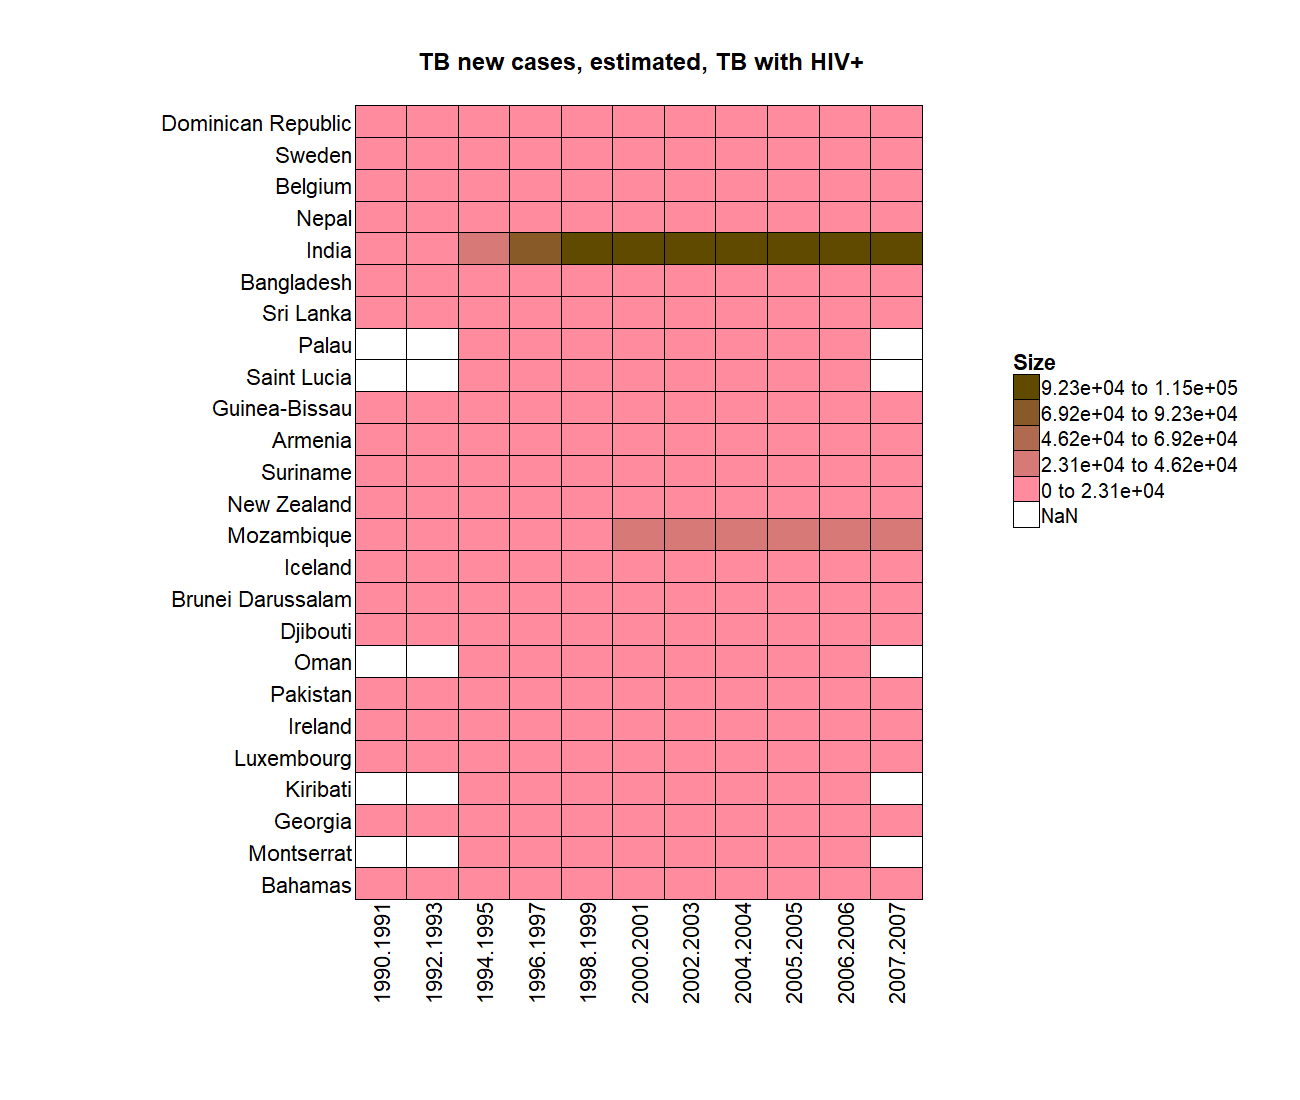 TB new cases, estimated, TB with HIV+
Dominican Republic
Sweden
Belgium
Nepal
India
Bangladesh
Sri Lanka
Palau
Saint Lucia
Guinea-Bissau
Armenia
Suriname
New Zealand
Mozambique
Iceland
Brunei Darussalam
Djibouti
Oman
Pakistan
Ireland
Luxembourg
Kiribati
Georgia
Montserrat
Bahamas
1990.1991
1992.1993
1994.1995
1996.1997
1998.1999
2000.2001
2002.2003
2004.2004
2005.2005
2006.2006
2007.2007
Size
9.23e+04 to 1.15e+05
6.92e+04 to 9.23e+04
4.62e+04 to 6.92e+04
2.31e+04 to 4.62e+04
0 to 2.31e+04
NaN